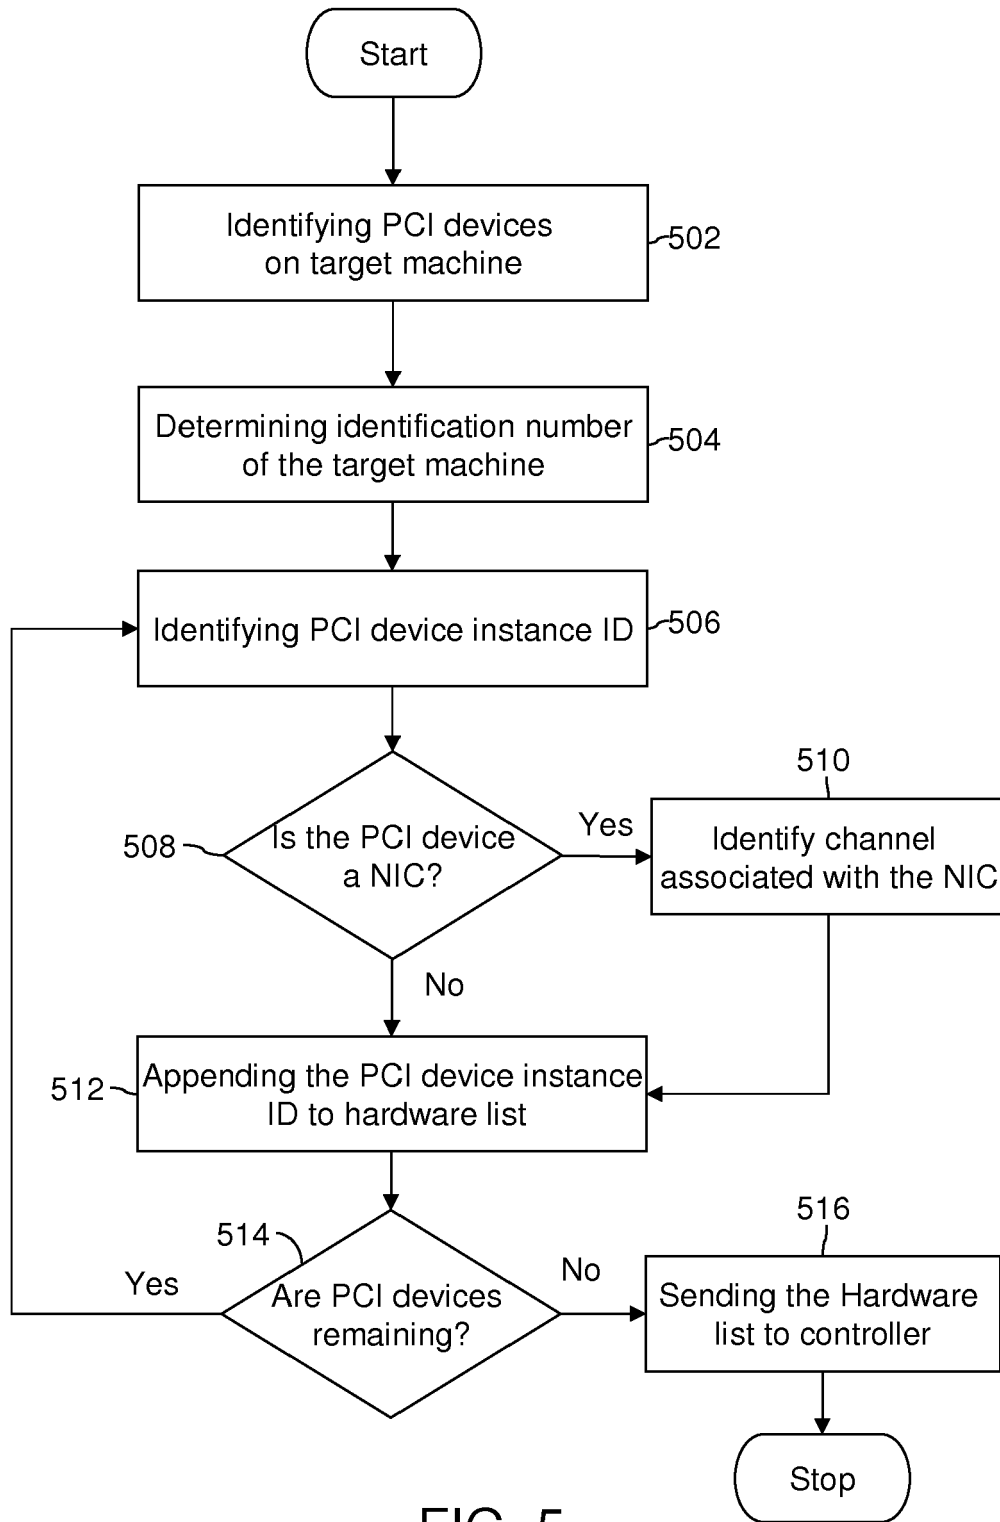 Start
Identifying PCI devices
on target machine
502
Determining identification number
of the target machine
504
Identifying PCI device instance ID
506
510
Is the PCI device
a NIC?
508
Yes
Identify channel
associated with the NIC
No
Appending the PCI device instance
ID to hardware list
512
514
516
Are PCI devices
remaining?
Yes
No
Sending the Hardware
list to controller
Stop
FIG. 5